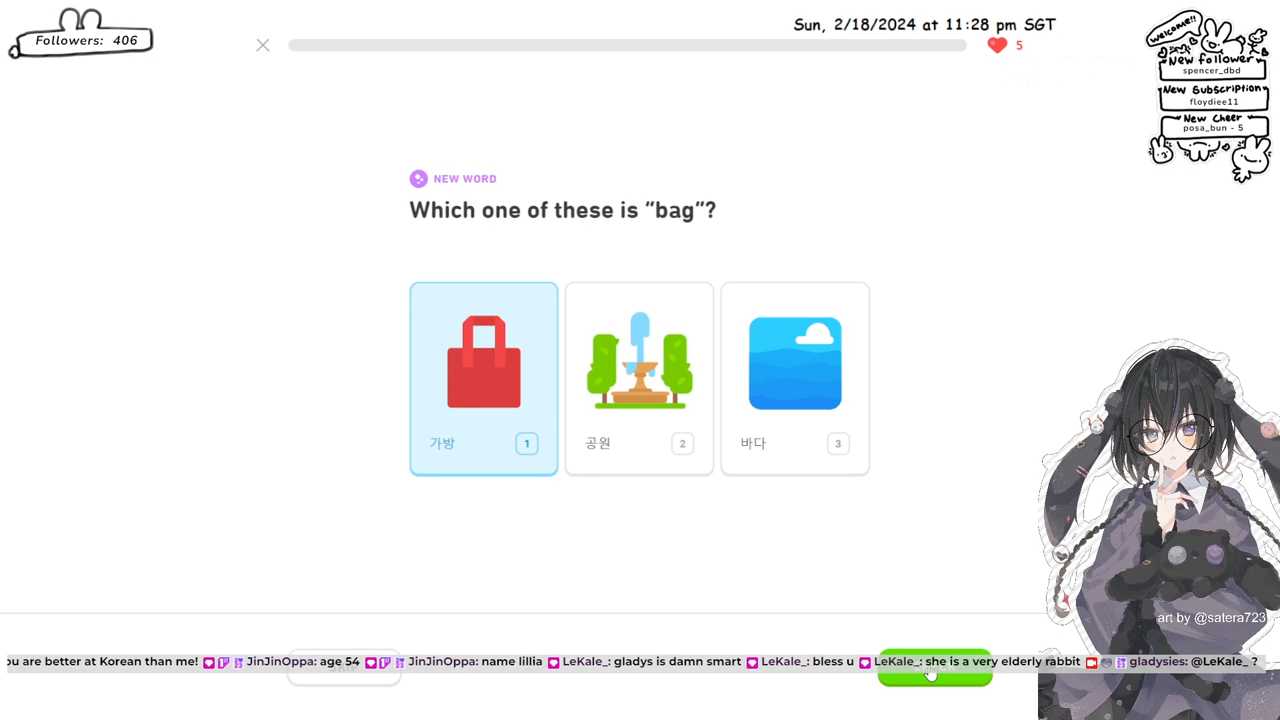 Followers: 406
Sun, 2/18/2024 at 11:28 pm SGT
5
welcome!!
New follower
spencer_dbd
New Subscription
floydiee11
New Cheer
posa_bun - 5
NEW WORD
Which one of these is “bag”?
가방 1
공원 2
바다 3
art by @satera723
ou are better at Korean than me! JinJinOppa: age 54 JinJinOppa: name lillia LeKale_: gladys is damn smart LeKale_: bless u LeKale_: she is a very elderly rabbit gladysies: @LeKale_ ?